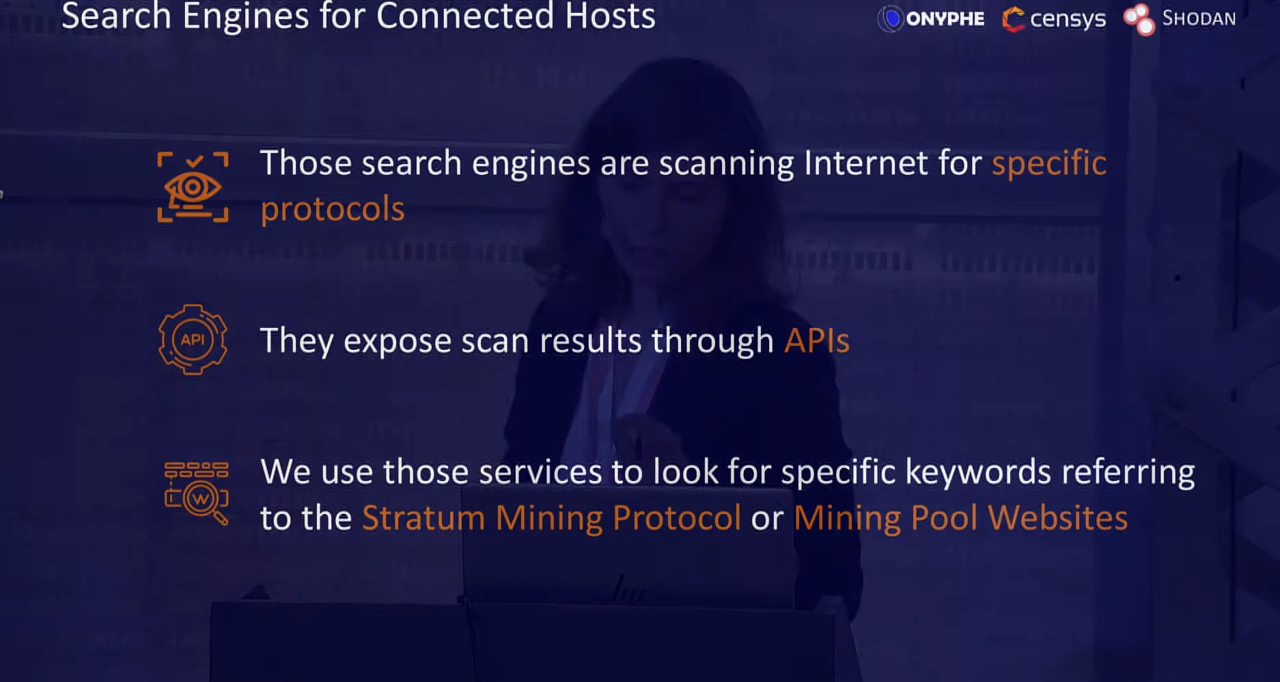 Search Engines for Connected Hosts
ONYPHE censys SHODAN
Those search engines are scanning Internet for specific
protocols
API
They expose scan results through APIs
W
We use those services to look for specific keywords referring
to the Stratum Mining Protocol or Mining Pool Websites
hp